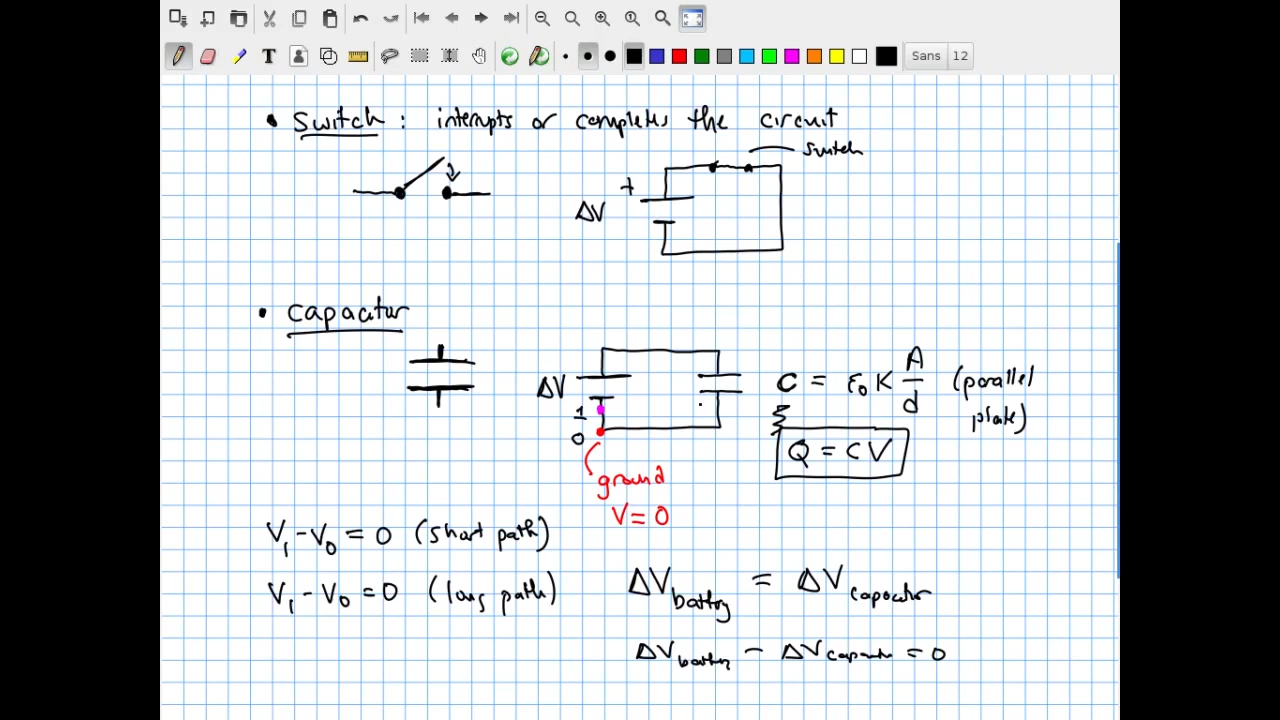 T
Sans 12
• Switch : interrupts or completes the circuit
switch
+
ΔV
• Capacitor
ΔV
1
0
C = ε₀ K A/d (parallel plate)
Q = CV
ground
V = 0
V₁ - V₀ = 0 (short path)
V₁ - V₀ = 0 (long path)
ΔV battery = ΔV capacitor
ΔV battery - ΔV capacitor = 0